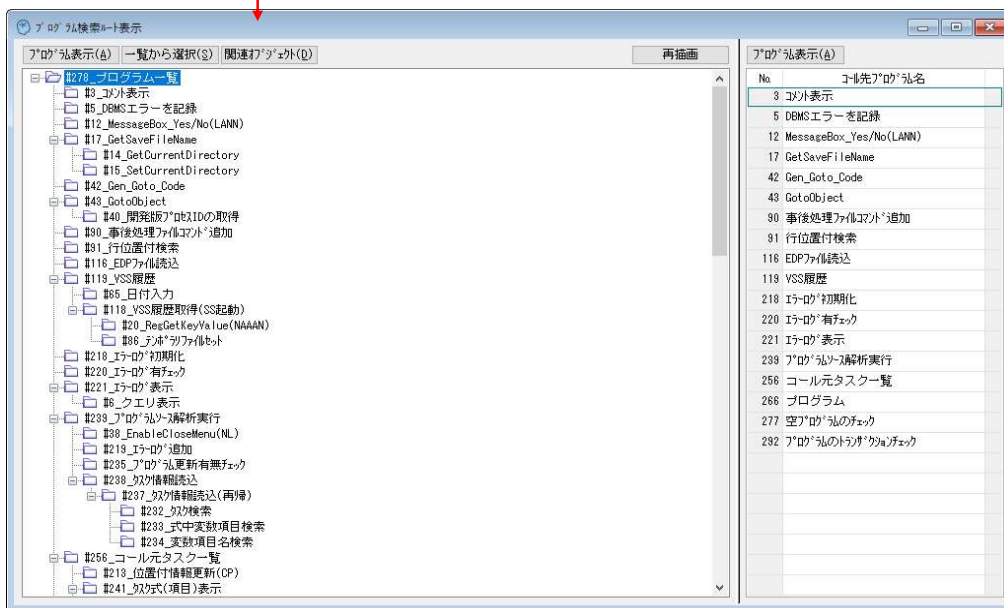 ﾌﾟﾛｸﾞﾗﾑ検索ﾙｰﾄ表示
ﾌﾟﾛｸﾞﾗﾑ表示(A) 一覧から選択(S) 関連ｵﾌﾞｼﾞｪｸﾄ(D) 再描画
#278_プログラム一覧
#3_ｺﾒﾝﾄ表示
#5_DBMSエラーを記録
#12_MessageBox_Yes/No(LANN)
#17_GetSaveFileName
#14_GetCurrentDirectory
#15_SetCurrentDirectory
#42_Gen_Goto_Code
#43_GotoObject
#40_開発版ﾌﾟﾛｾｽIDの取得
#90_事後処理ﾌｧｲﾙｺﾏﾝﾄﾞ追加
#91_行位置付検索
#116_EDPﾌｧｲﾙ読込
#119_VSS履歴
#65_日付入力
#118_VSS履歴取得(SS起動)
#20_RegGetKeyValue(NAAAN)
#86_ﾃﾝﾎﾟﾗﾘﾌｧｲﾙｾｯﾄ
#218_ｴﾗｰﾛｸﾞ初期化
#220_ｴﾗｰﾛｸﾞ有ﾁｪｯｸ
#221_ｴﾗｰﾛｸﾞ表示
#6_クエリ表示
#239_ﾌﾟﾛｸﾞﾗﾑｿｰｽ解析実行
#38_EnableCloseMenu(NL)
#219_ｴﾗｰﾛｸﾞ追加
#235_ﾌﾟﾛｸﾞﾗﾑ更新有無ﾁｪｯｸ
#238_ﾀｽｸ情報読込
#237_ﾀｽｸ情報読込(再帰)
#232_ﾀｽｸ検索
#233_式中変数項目検索
#234_変数項目名検索
#256_コール元タスク一覧
#213_位置付情報更新(CP)
#241_ﾀｽｸ式(項目)表示
ﾌﾟﾛｸﾞﾗﾑ表示(A)
No. ｺｰﾙ先ﾌﾟﾛｸﾞﾗﾑ名
3 ｺﾒﾝﾄ表示
5 DBMSエラーを記録
12 MessageBox_Yes/No(LANN)
17 GetSaveFileName
42 Gen_Goto_Code
43 GotoObject
90 事後処理ﾌｧｲﾙｺﾏﾝﾄﾞ追加
91 行位置付検索
116 EDPﾌｧｲﾙ読込
119 VSS履歴
218 ｴﾗｰﾛｸﾞ初期化
220 ｴﾗｰﾛｸﾞ有ﾁｪｯｸ
221 ｴﾗｰﾛｸﾞ表示
239 ﾌﾟﾛｸﾞﾗﾑｿｰｽ解析実行
256 コール元タスク一覧
266 プログラム
277 空ﾌﾟﾛｸﾞﾗﾑのﾁｪｯｸ
292 ﾌﾟﾛｸﾞﾗﾑのﾄﾗﾝｻﾞｸｼｮﾝﾁｪｯｸ